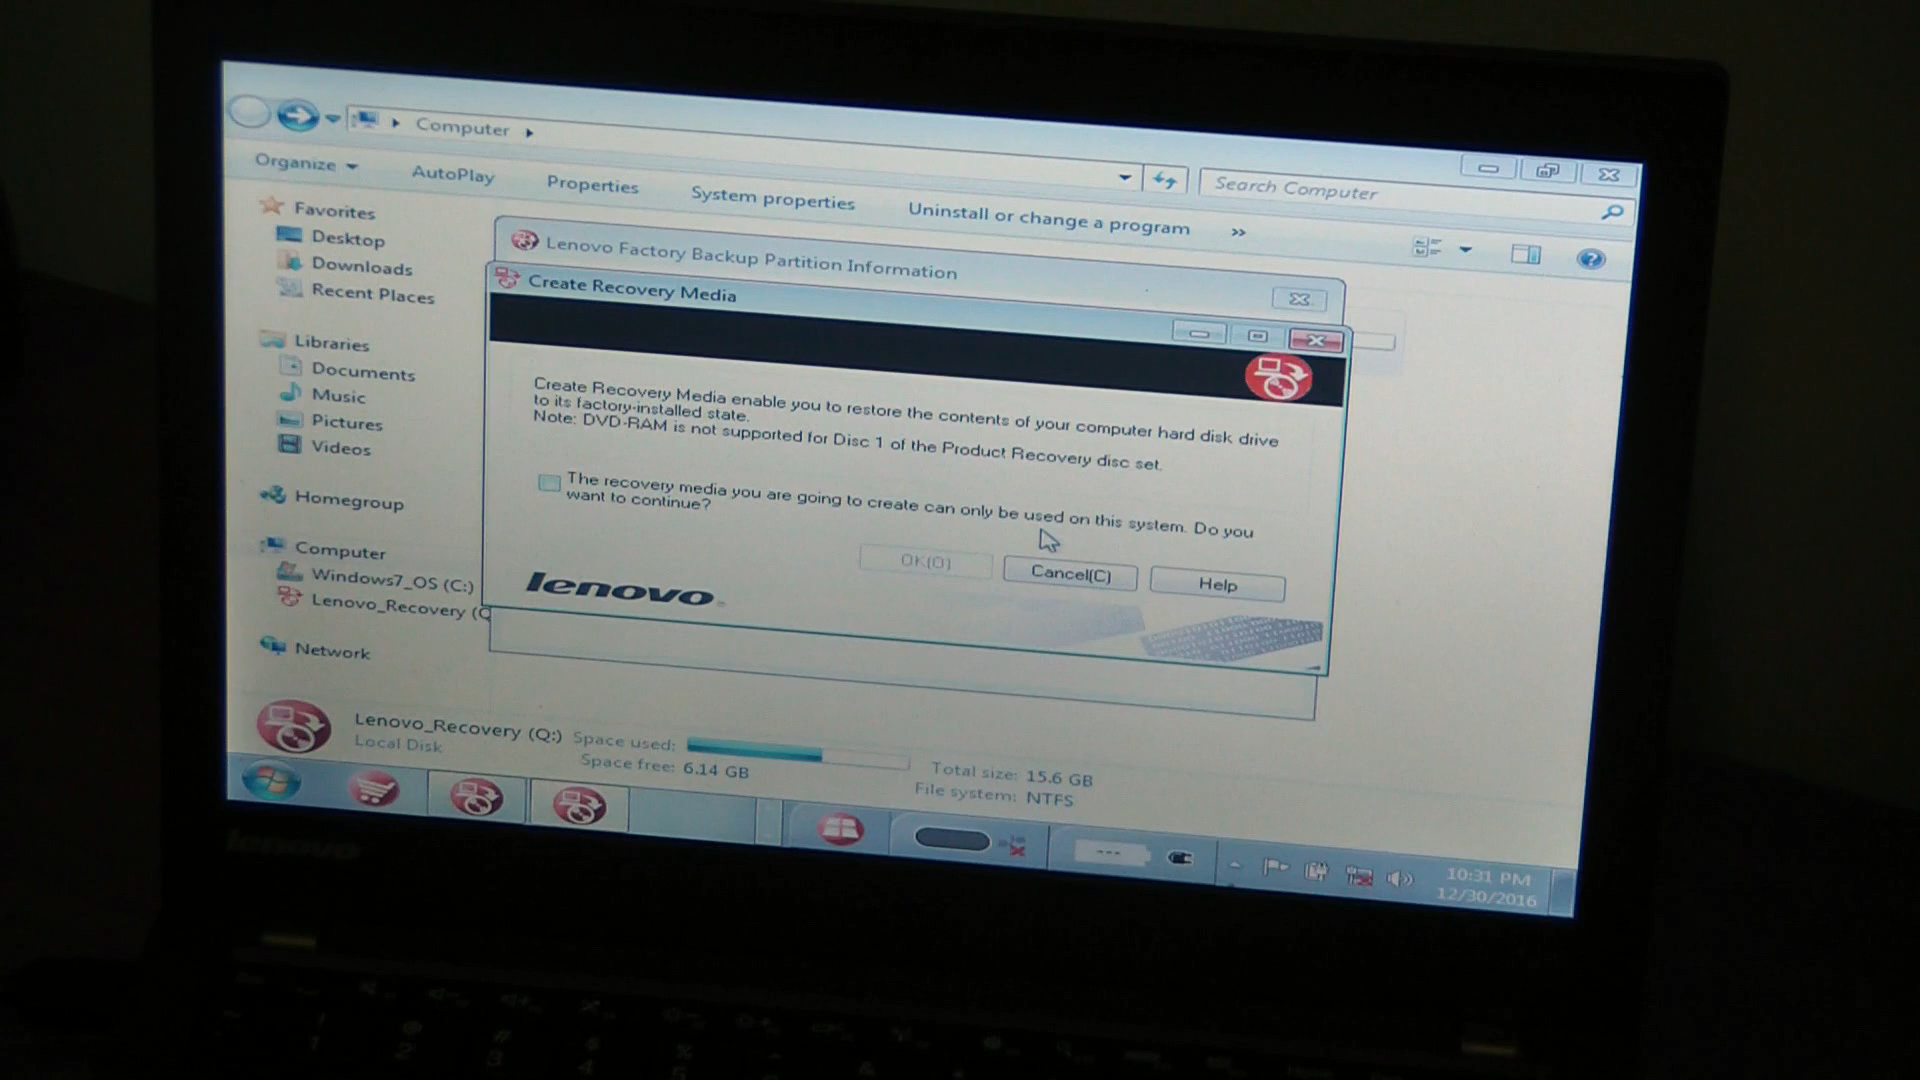 Computer
Search Computer
Organize
AutoPlay
Properties
System properties
Uninstall or change a program
»
Favorites
Desktop
Downloads
Recent Places
Libraries
Documents
Music
Pictures
Videos
Homegroup
Computer
Windows7_OS (C:)
Lenovo_Recovery (Q
Network
Lenovo Factory Backup Partition Information
Create Recovery Media
Create Recovery Media enable you to restore the contents of your computer hard disk drive
to its factory-installed state.
Note: DVD-RAM is not supported for Disc 1 of the Product Recovery disc set.
The recovery media you are going to create can only be used on this system. Do you
want to continue?
OK(O)
Cancel(C)
Help
lenovo
Lenovo_Recovery (Q:)
Space used:
Total size: 15.6 GB
Local Disk
Space free: 6.14 GB
File system: NTFS
---
10:31 PM
12/30/2016
lenovo
1 2 3 4 5